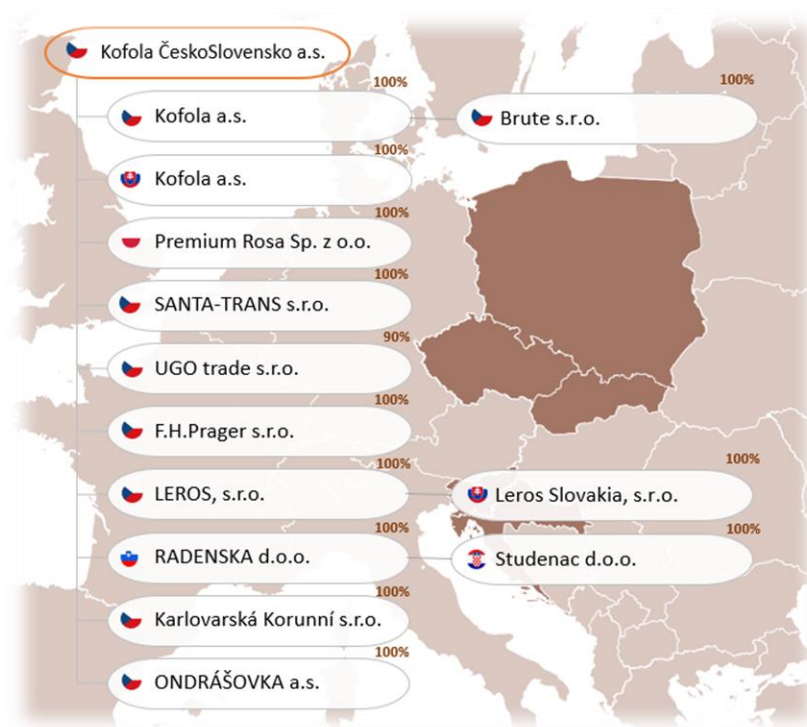 Kofola ČeskoSlovensko a.s.
100%
Kofola a.s.
100%
Brute s.r.o.
100%
Kofola a.s.
100%
Premium Rosa Sp. z o.o.
100%
SANTA-TRANS s.r.o.
90%
UGO trade s.r.o.
100%
F.H.Prager s.r.o.
100%
LEROS, s.r.o.
100%
Leros Slovakia, s.r.o.
100%
RADENSKA d.o.o.
100%
Studenac d.o.o.
100%
Karlovarská Korunní s.r.o.
100%
ONDRÁŠOVKA a.s.